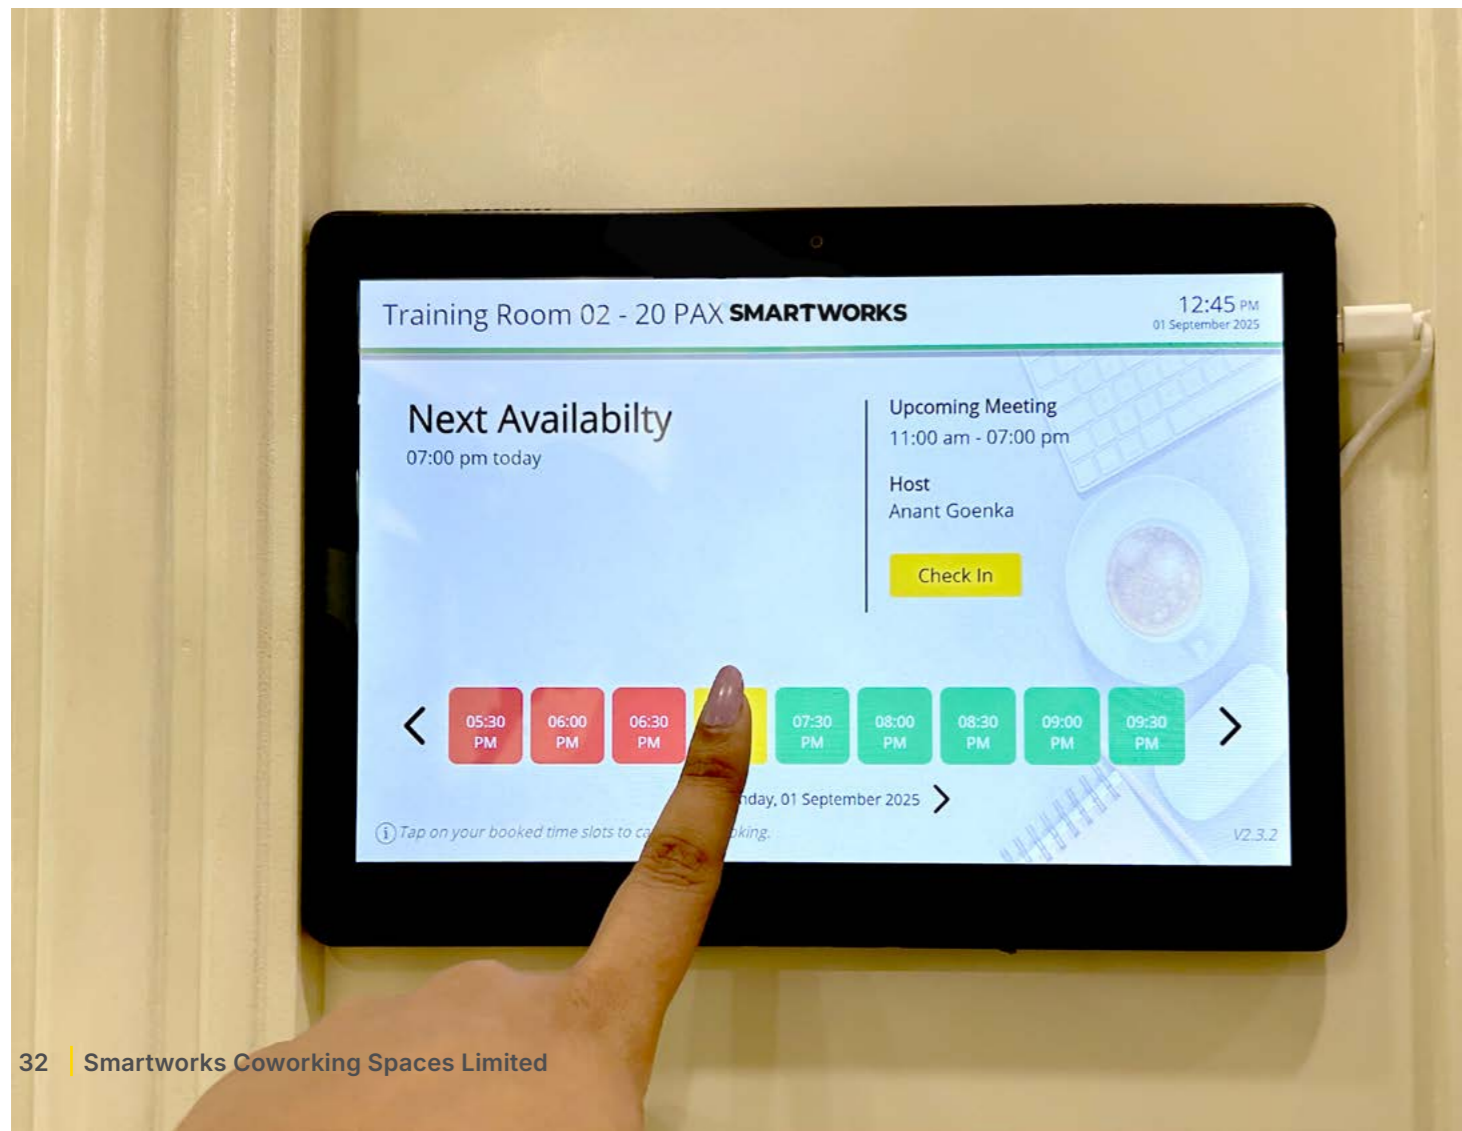 Training Room 02 - 20 PAX SMARTWORKS
12:45 PM
01 September 2025
Next Availabilty
07:00 pm today
Upcoming Meeting
11:00 am - 07:00 pm
Host
Anant Goenka
Check In
05:30 PM
06:00 PM
06:30 PM
07:30 PM
08:00 PM
08:30 PM
09:00 PM
09:30 PM
01 September 2025
Tap on your booked time slots to
V2.3.2
32 Smartworks Coworking Spaces Limited